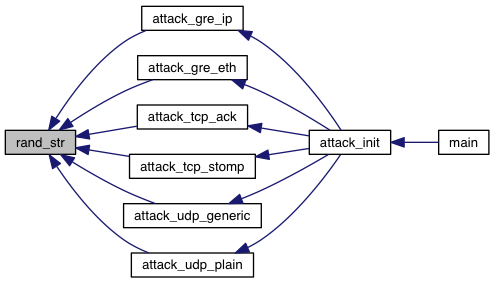 attack_gre_ip
attack_gre_eth
attack_tcp_ack
rand_str
attack_init
main
attack_tcp_stomp
attack_udp_generic
attack_udp_plain